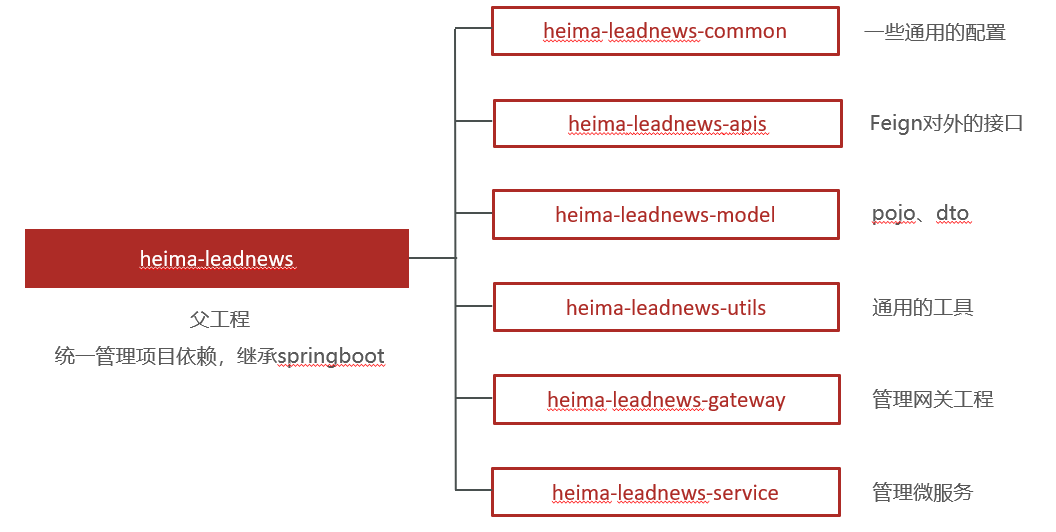 heima-leadnews
父工程
统一管理项目依赖，继承springboot
heima-leadnews-common 一些通用的配置
heima-leadnews-apis Feign对外的接口
heima-leadnews-model pojo、dto
heima-leadnews-utils 通用的工具
heima-leadnews-gateway 管理网关工程
heima-leadnews-service 管理微服务